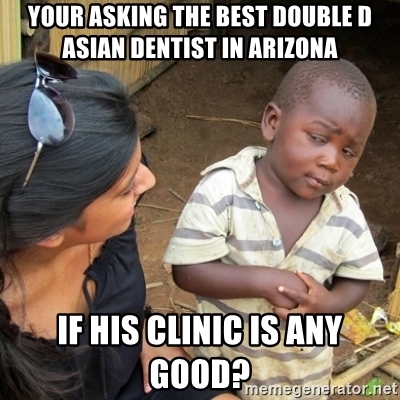 YOUR ASKING THE BEST DOUBLE D
ASIAN DENTIST IN ARIZONA
IF HIS CLINIC IS ANY
GOOD?
memegenerator.net